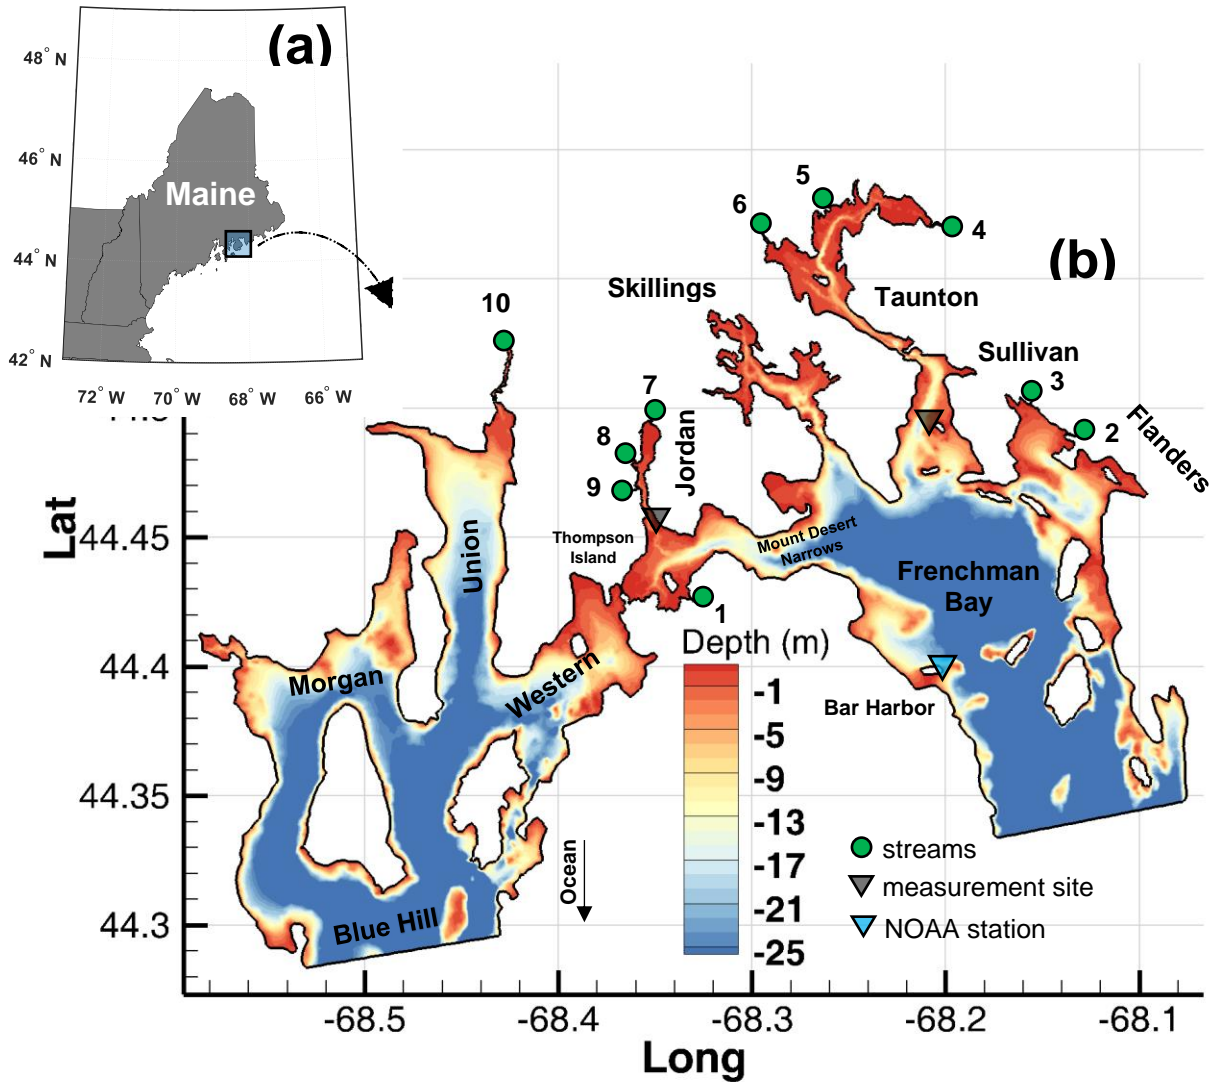 (a)
48° N
46° N
44° N
42° N
72° W
70° W
68° W
66° W
Maine
(b)
5
6
4
Skillings
Taunton
10
Sullivan
3
7
2
Flanders
8
Jordan
9
Lat
44.45
44.4
44.35
44.3
Union
Thompson
Island
Mount Desert
Narrows
Frenchman
Bay
1
Depth (m)
-1
-5
-9
-13
-17
-21
-25
Morgan
Western
Bar Harbor
Ocean
Blue Hill
streams
measurement site
NOAA station
-68.5
-68.4
-68.3
-68.2
-68.1
Long